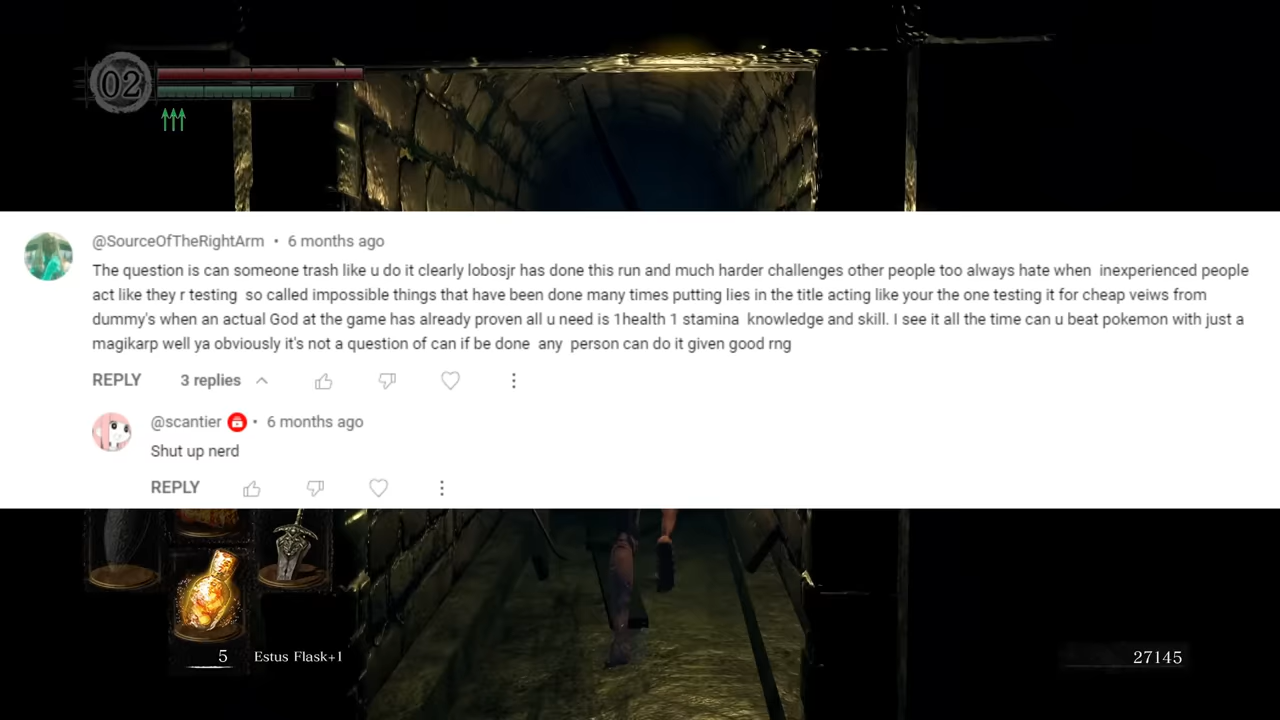 02
@SourceOfTheRightArm • 6 months ago
The question is can someone trash like u do it clearly lobosjr has done this run and much harder challenges other people too always hate when  inexperienced people
act like they r testing  so called impossible things that have been done many times putting lies in the title acting like your the one testing it for cheap veiws from
dummy's when an actual God at the game has already proven all u need is 1health 1 stamina  knowledge and skill. I see it all the time can u beat pokemon with just a
magikarp well ya obviously it's not a question of can if be done  any  person can do it given good rng
REPLY 3 replies
@scantier • 6 months ago
Shut up nerd
REPLY
5 Estus Flask+1
27145